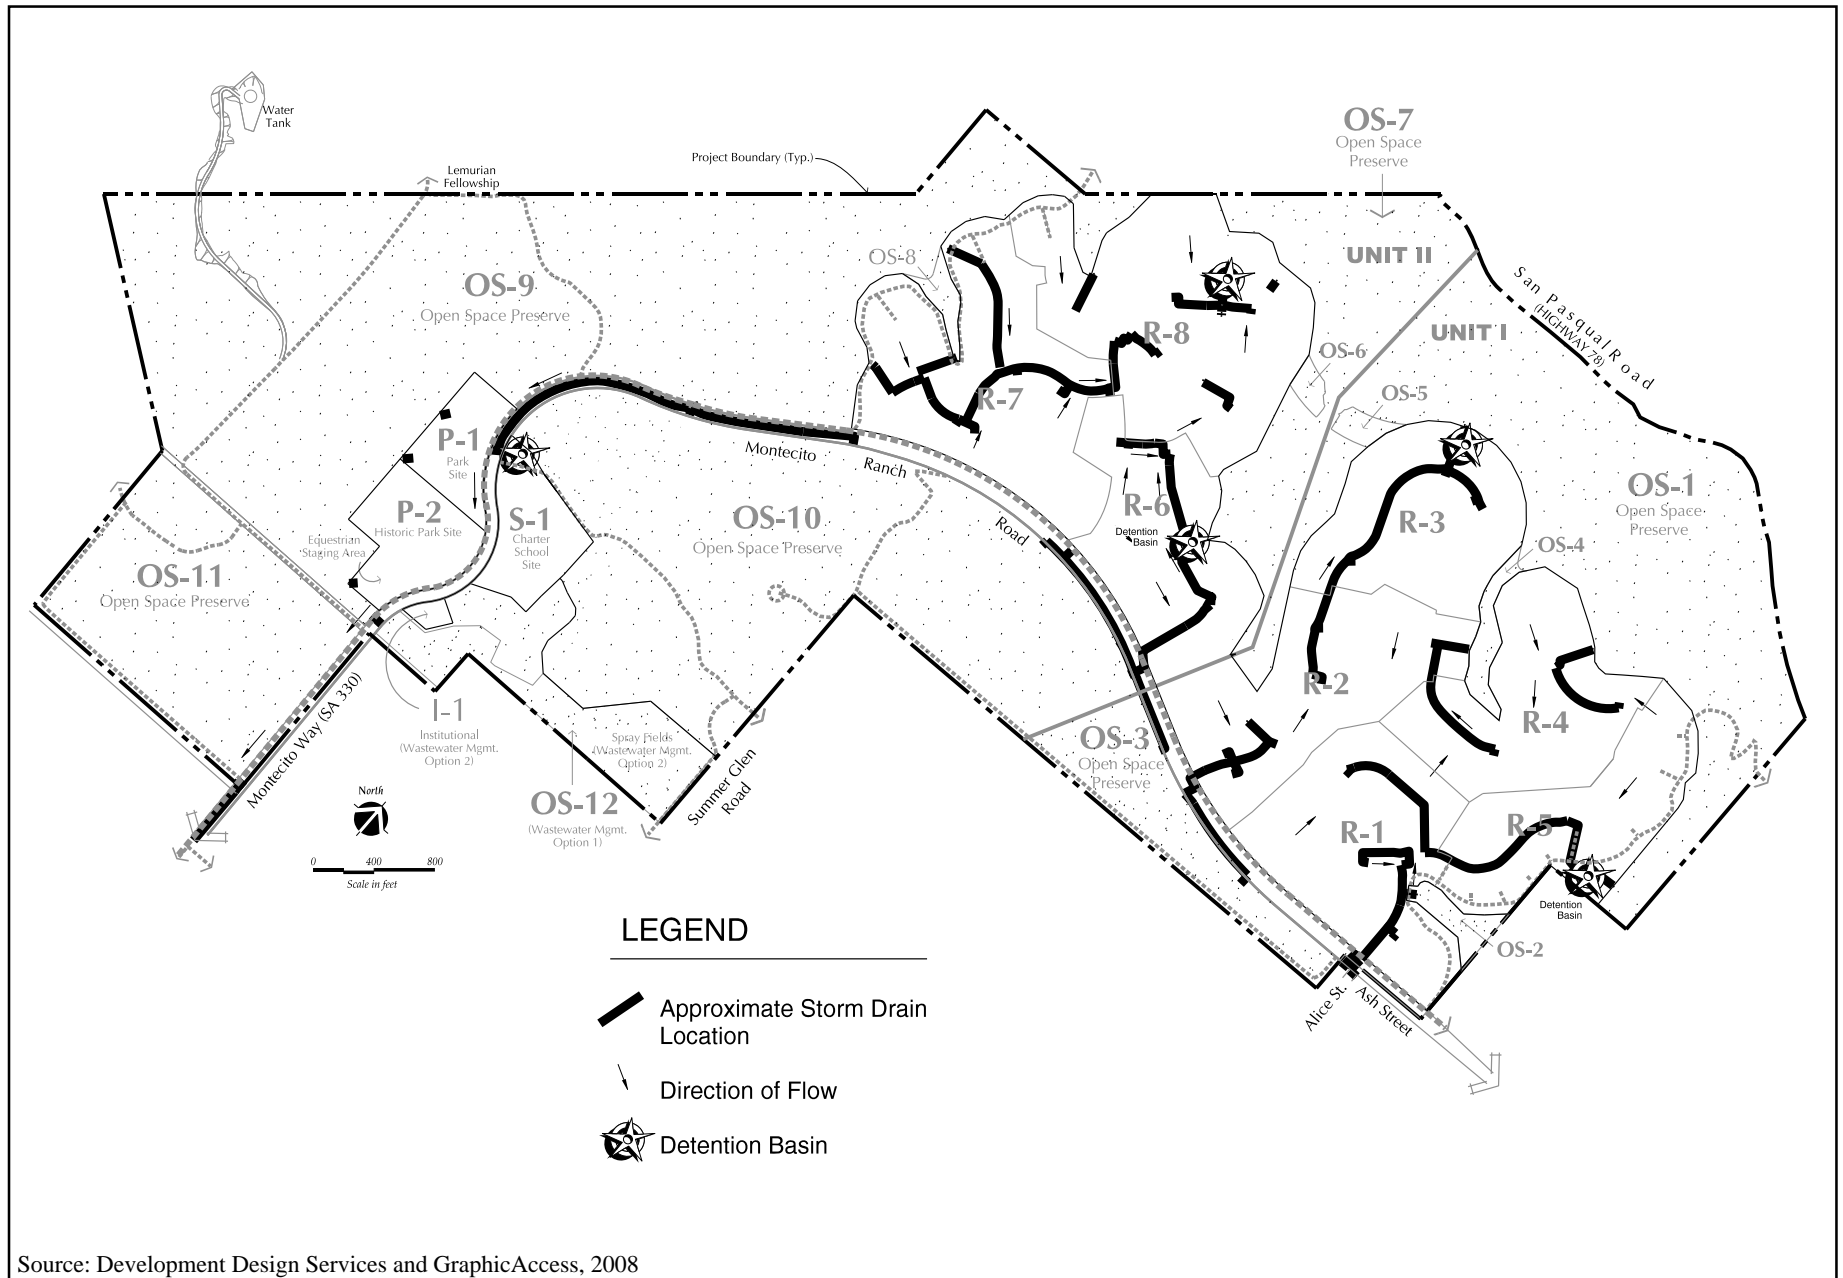 Water
Tank
Lemurian
Fellowship
Project Boundary (Typ.)
OS-7
Open Space
Preserve
UNIT II
UNIT I
San Pasqual Road
(HIGHWAY 78)
OS-8
OS-9
Open Space Preserve
R-8
OS-6
OS-5
R-7
P-1
Park
Site
Montecito
Ranch
Road
P-2
Historic Park Site
S-1
Charter
School
Site
OS-10
Open Space Preserve
R-6
Detention
Basin
R-3
OS-1
Open Space
Preserve
OS-4
Equestrian
Staging Area
OS-11
Open Space Preserve
R-2
R-4
I-1
Institutional
(Wastewater Mgmt.
Option 2)
Spray Fields
(Wastewater Mgmt.
Option 2)
OS-3
Open Space
Preserve
Montecito Way (SA 330)
Summer Glen
Road
OS-12
(Wastewater Mgmt.
Option 1)
North
0 400 800
Scale in feet
R-1
R-5
Detention
Basin
OS-2
Alice St.
Ash Street
LEGEND
Approximate Storm Drain
Location
Direction of Flow
Detention Basin
Source: Development Design Services and GraphicAccess, 2008